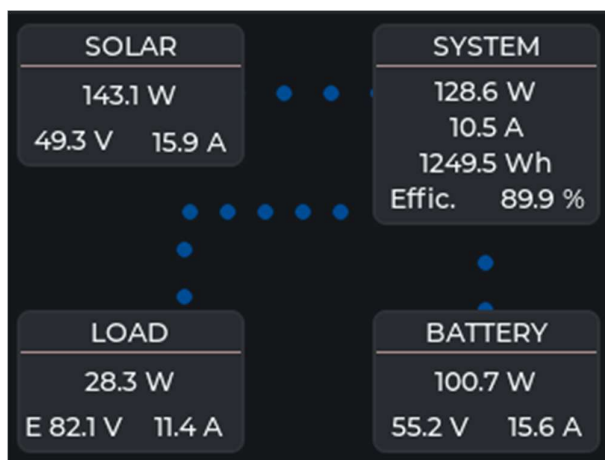 SOLAR
143.1 W
49.3 V 15.9 A
SYSTEM
128.6 W
10.5 A
1249.5 Wh
Effic. 89.9 %
LOAD
28.3 W
E 82.1 V 11.4 A
BATTERY
100.7 W
55.2 V 15.6 A